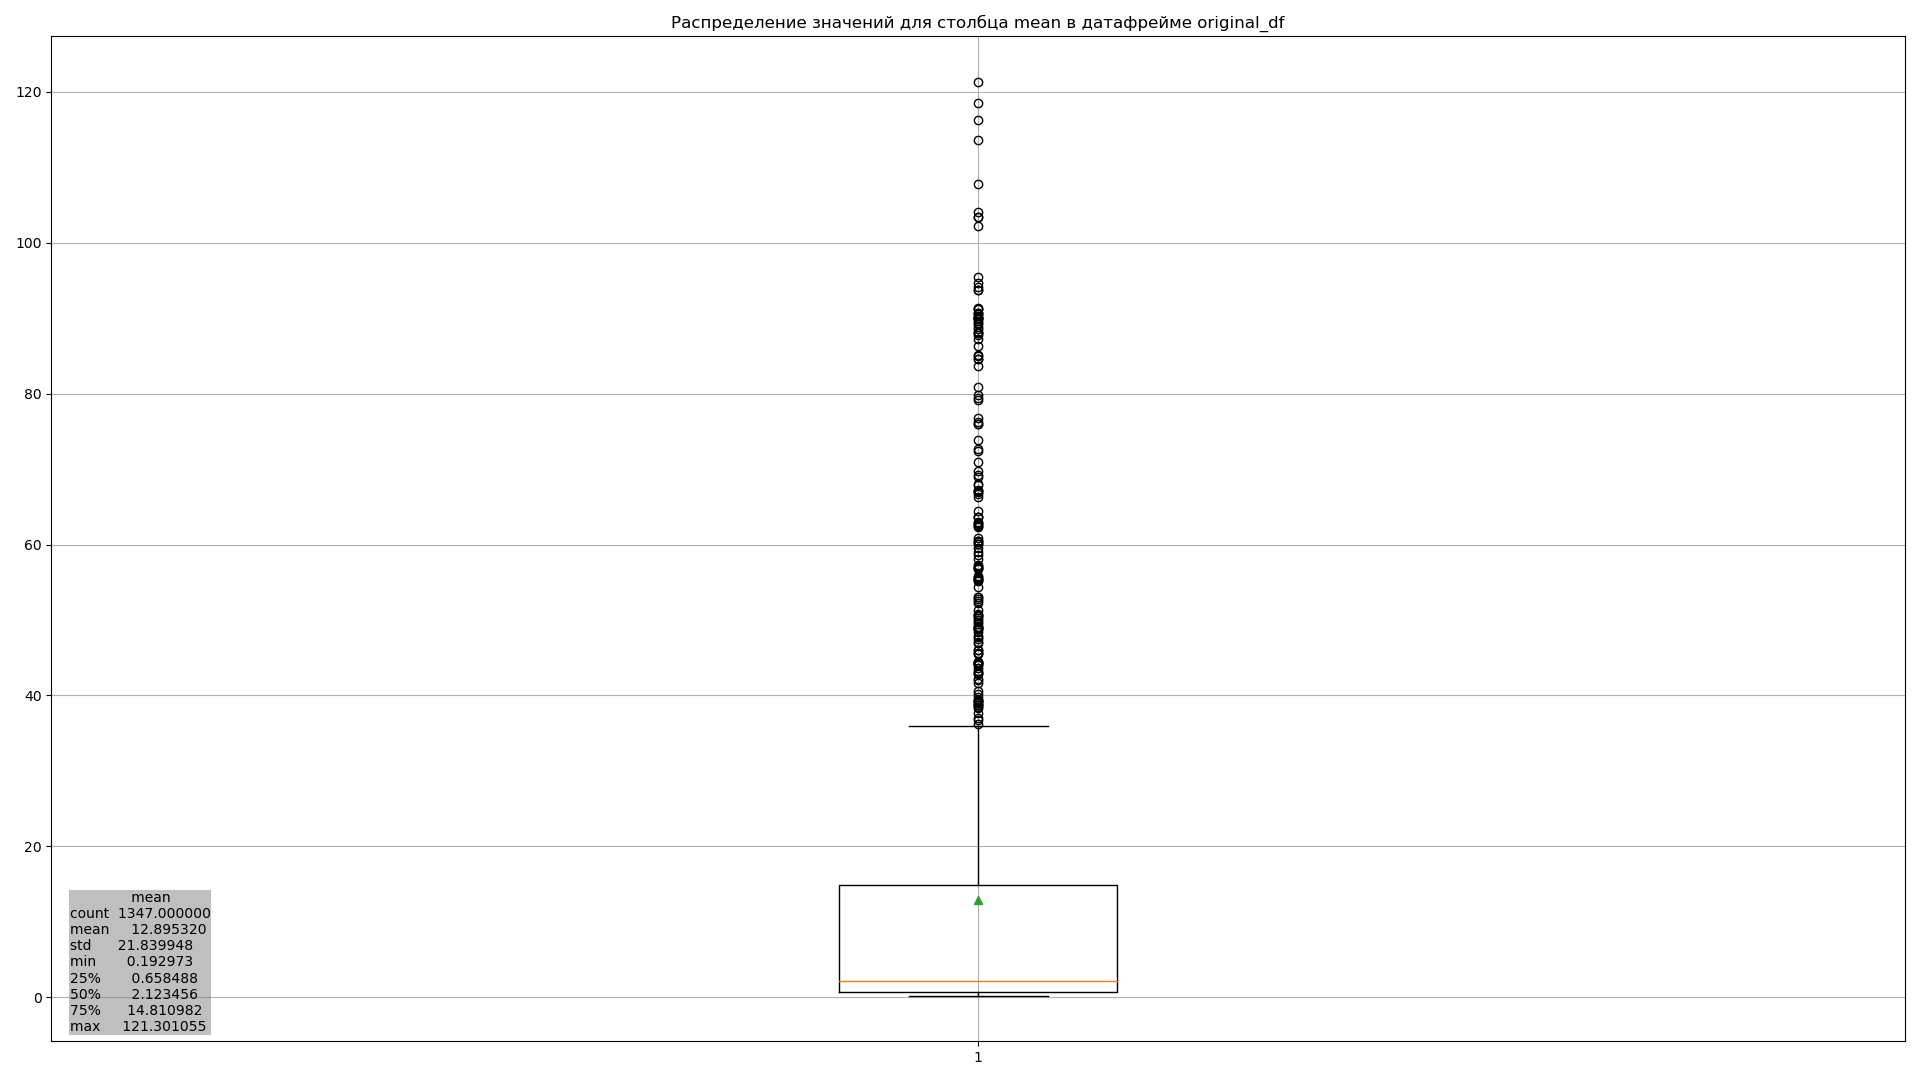 Распределение значений для столбца mean в датафрейме original_df
120
100
80
60
40
20
0
mean
count 1347.000000
mean 12.895320
std 21.839948
min 0.192973
25% 0.658488
50% 2.123456
75% 14.810982
max 121.301055
1